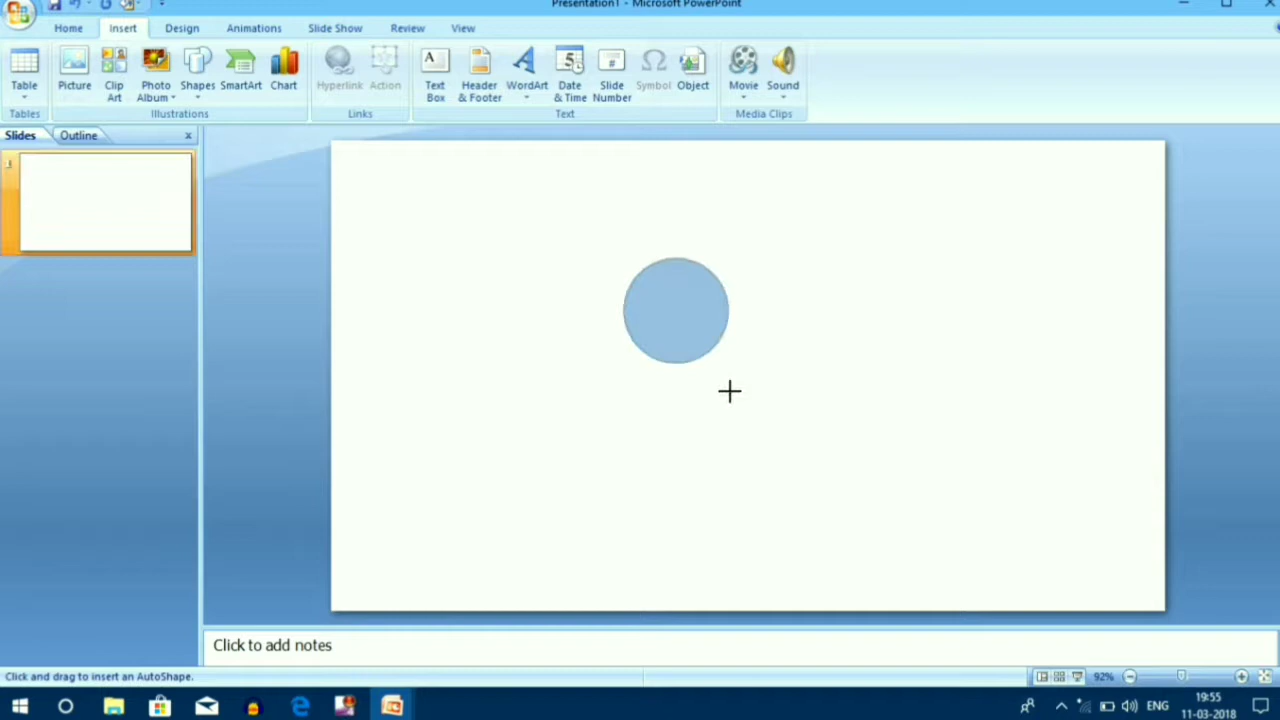 Presentation1 - Microsoft PowerPoint
Home Insert Design Animations Slide Show Review View
Table Picture Clip Art Photo Album Shapes SmartArt Chart Hyperlink Action Text Box Header & Footer WordArt Date & Time Slide Number Symbol Object Movie Sound
Tables Illustrations Links Text Media Clips
Slides Outline x
1
Click to add notes
Click and drag to insert an AutoShape. 92%
19:55
ENG
11-03-2018